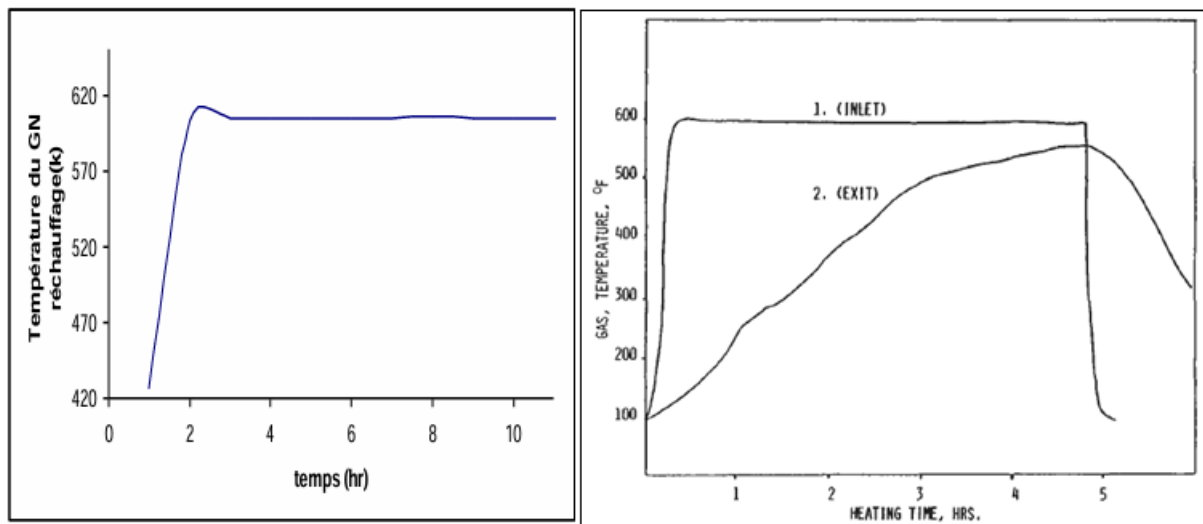 Température du GN
réchauffage(k)
620
570
520
470
420
0 2 4 6 8 10
temps (hr)
GAS, TEMPERATURE, °F
600
500
400
300
200
100
1. (INLET)
2. (EXIT)
1 2 3 4 5
HEATING TIME, HRS.